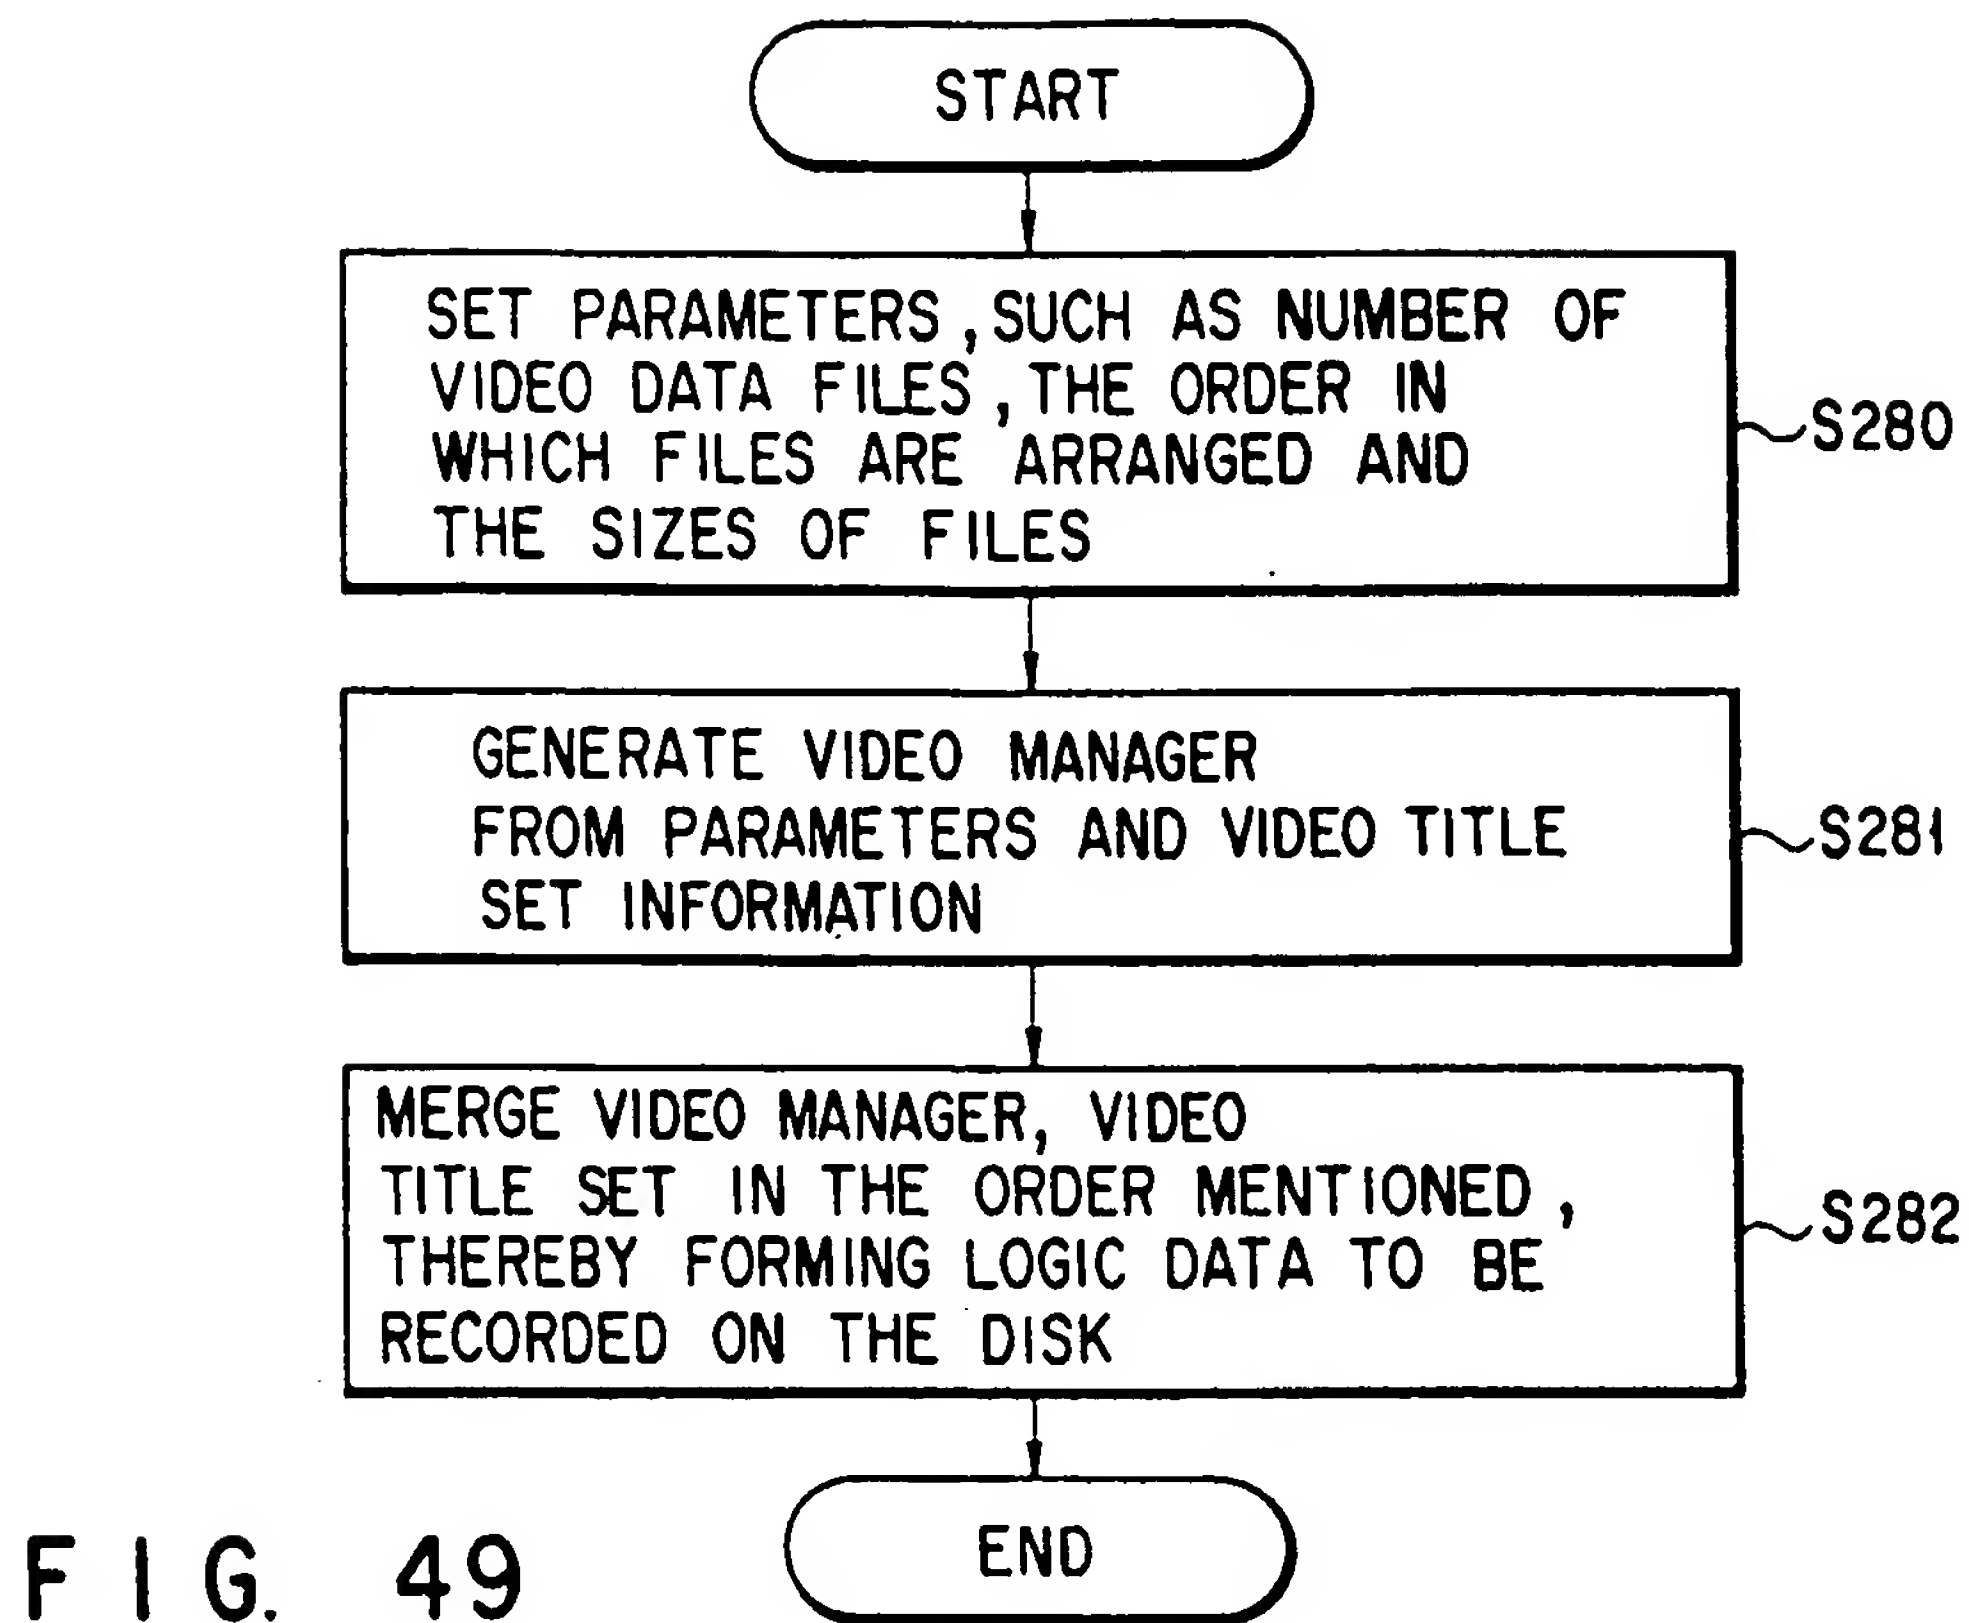 START
SET PARAMETERS, SUCH AS NUMBER OF
VIDEO DATA FILES, THE ORDER IN
WHICH FILES ARE ARRANGED AND
THE SIZES OF FILES
S280
GENERATE VIDEO MANAGER
FROM PARAMETERS AND VIDEO TITLE
SET INFORMATION
S281
MERGE VIDEO MANAGER, VIDEO
TITLE SET IN THE ORDER MENTIONED,
THEREBY FORMING LOGIC DATA TO BE
RECORDED ON THE DISK
S282
END
FIG. 49